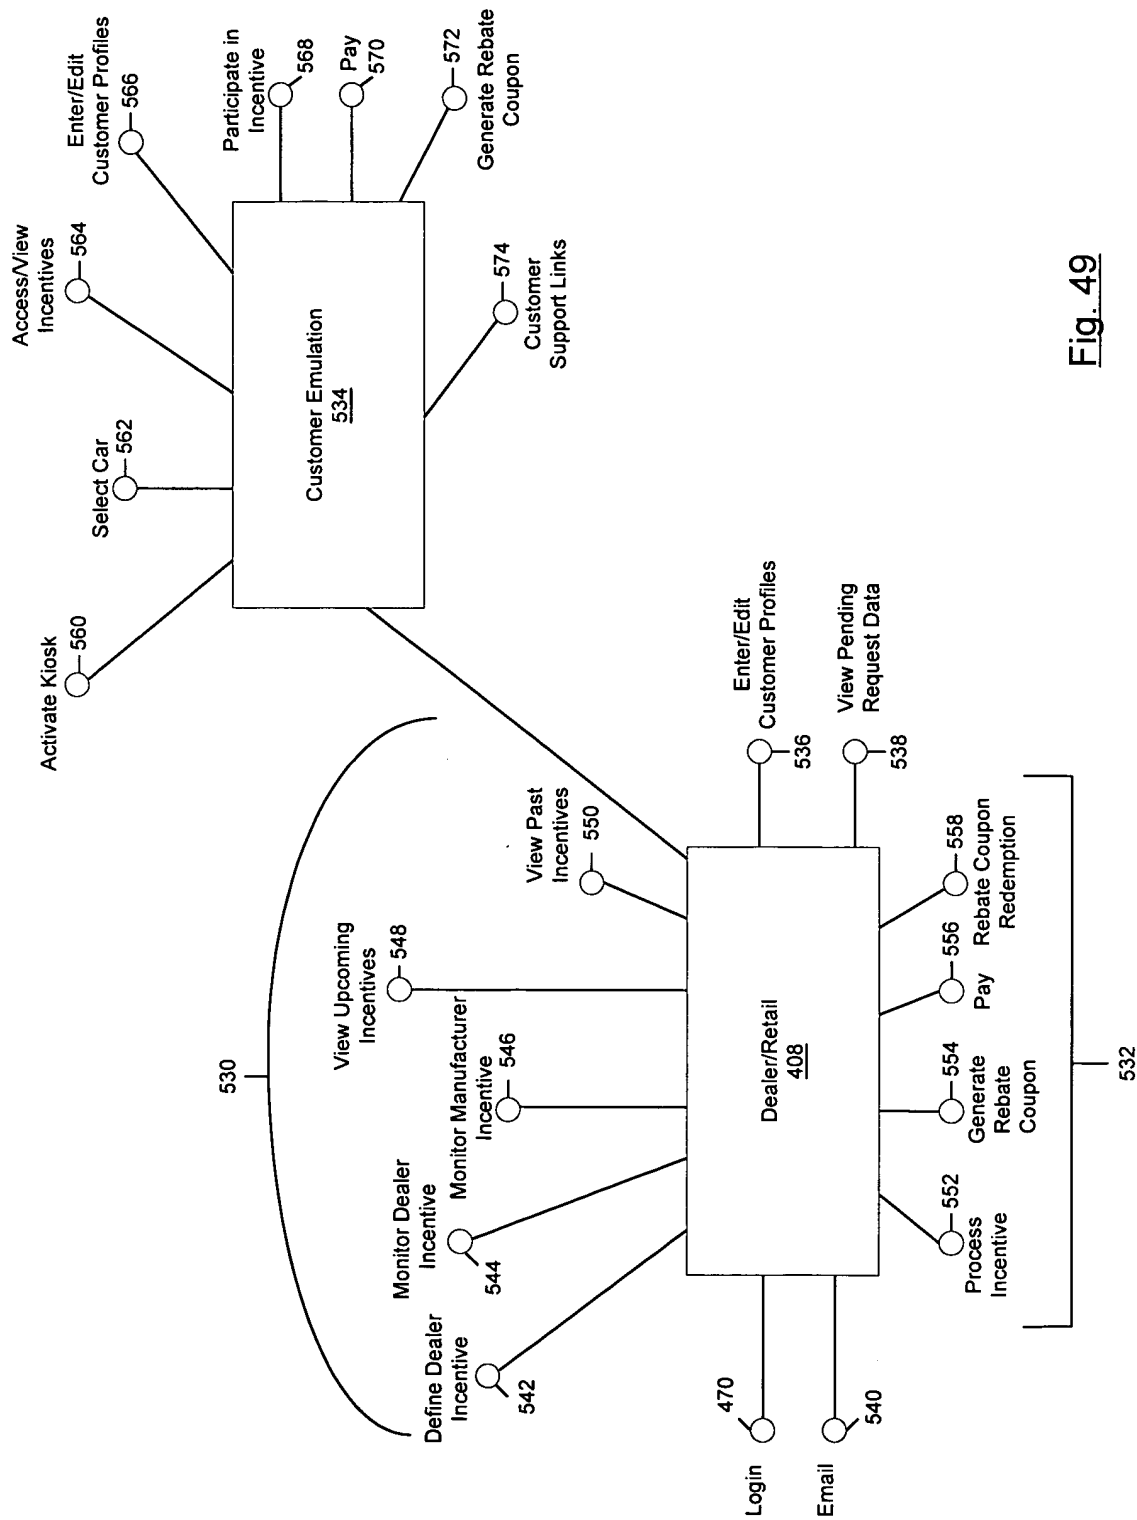 Activate Kiosk
560
Select Car
562
Access/View
Incentives
564
Enter/Edit
Customer Profiles
566
Participate in
Incentive
568
Pay
570
572
Generate Rebate
Coupon
574
Customer
Support Links
Customer Emulation
534
530
Define Dealer
Incentive
542
Monitor Dealer
Incentive
544
Monitor Manufacturer
Incentive
546
View Upcoming
Incentives
548
View Past
Incentives
550
Login
470
Email
540
Dealer/Retail
408
Enter/Edit
Customer Profiles
536
View Pending
Request Data
538
552
Process
Incentive
554
Generate
Rebate
Coupon
556
Pay
558
Rebate Coupon
Redemption
532
Fig. 49